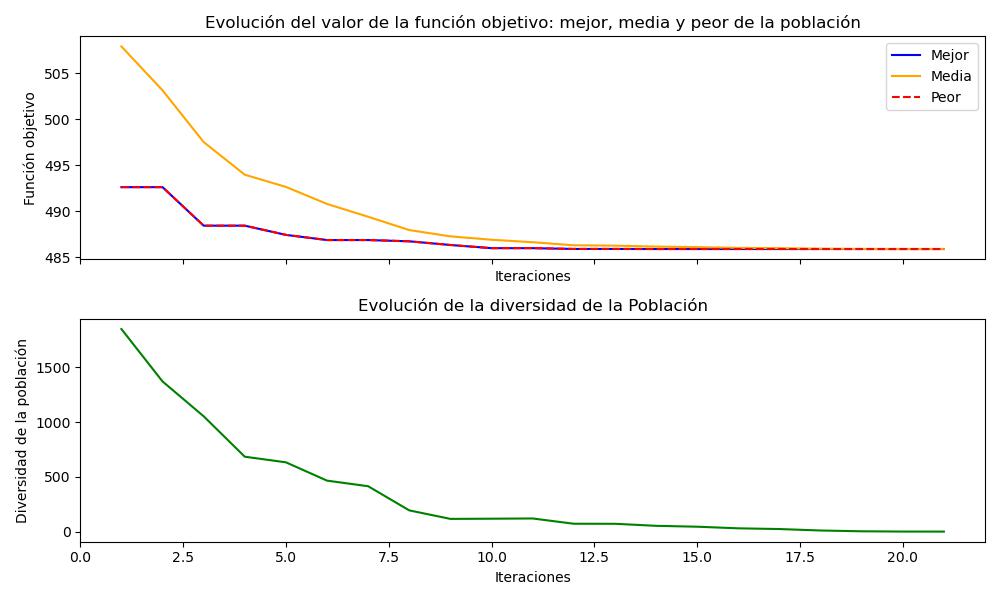 Evolución del valor de la función objetivo: mejor, media y peor de la población
Función objetivo
505
500
495
490
485
Mejor
Media
Peor
Iteraciones
Evolución de la diversidad de la Población
Diversidad de la población
1500
1000
500
0
0.0 2.5 5.0 7.5 10.0 12.5 15.0 17.5 20.0
Iteraciones